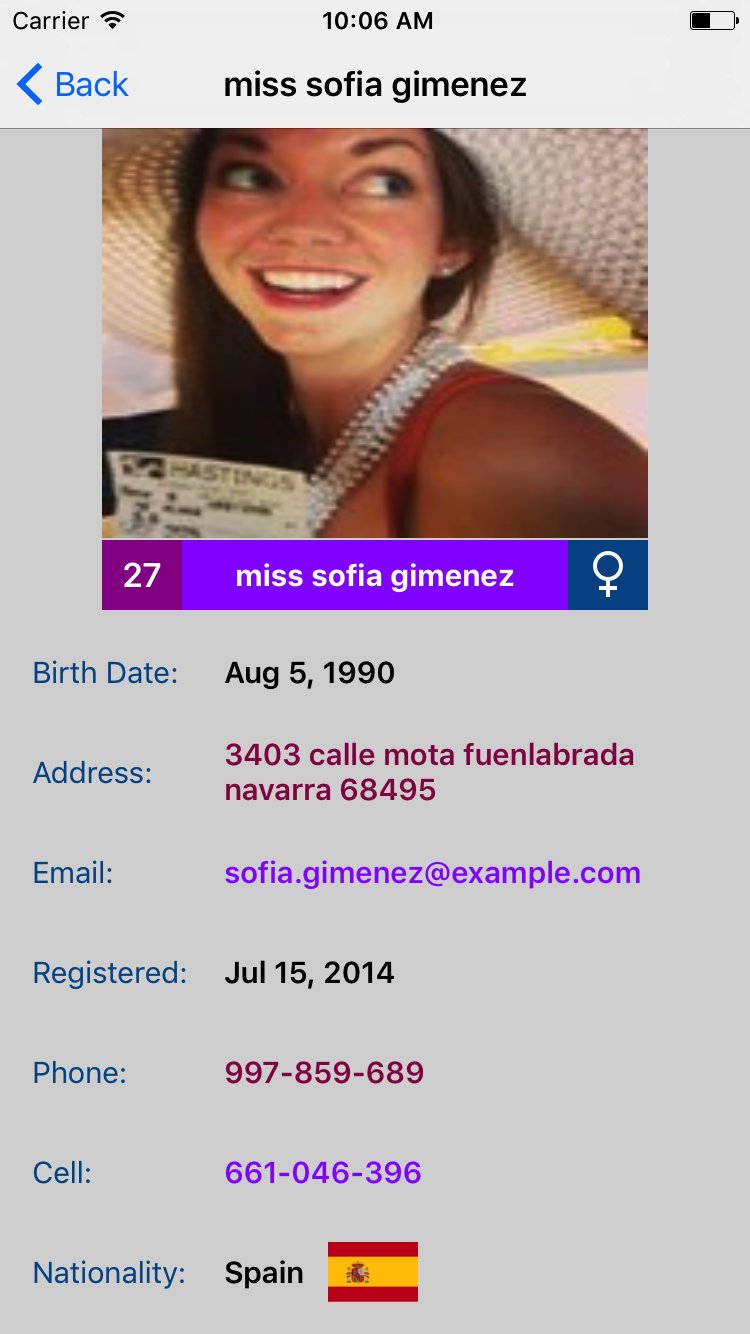 Carrier 10:06 AM
Back miss sofia gimenez
HASTINGS
27 miss sofia gimenez
Birth Date: Aug 5, 1990
Address: 3403 calle mota fuenlabrada
navarra 68495
Email: sofia.gimenez@example.com
Registered: Jul 15, 2014
Phone: 997-859-689
Cell: 661-046-396
Nationality: Spain